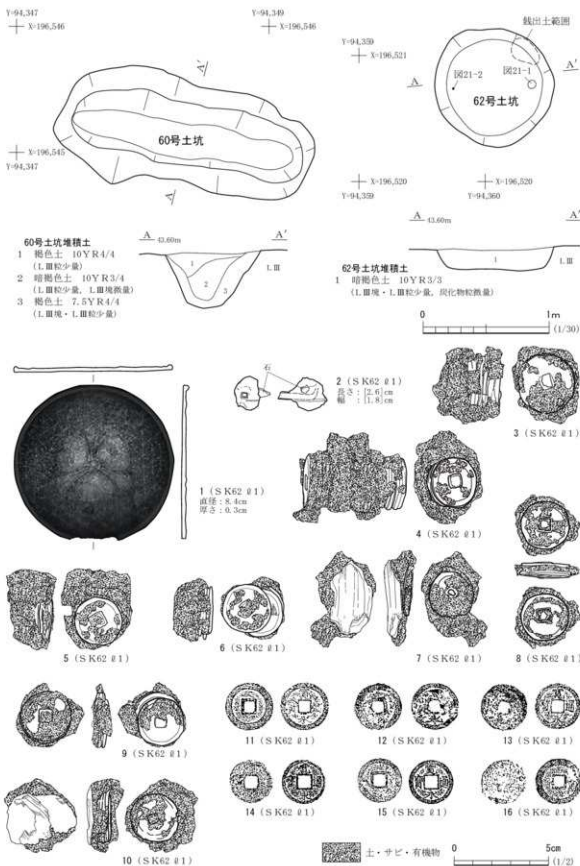 Y=94,347
X=196,546
Y=94,349
X=196,546
A'
60号土坑
A
X=196,545
Y=94,347
Y=94,359
X=196,521
銭出土範囲
図21-2
図21-1
A
A'
62号土坑
X=196,520
Y=94,359
X=196,520
Y=94,360
60号土坑堆積土
1 褐色土 10YR4/4
(LⅢ粒少量)
2 暗褐色土 10YR3/4
(LⅢ粒少量, LⅢ塊微量)
3 褐色土 7.5YR4/4
(LⅢ塊・LⅢ粒少量)
A 43.60m
A'
1
2
3
LⅢ
A 43.60m
A'
1
LⅢ
62号土坑堆積土
1 暗褐色土 10YR3/3
(LⅢ塊・LⅢ粒少量, 炭化物粒微量)
0 1m
(1/30)
1 (SK62 ℓ1)
直径:8.4cm
厚さ:0.3cm
石
2 (SK62 ℓ1)
長さ:[2.6]cm
幅 :[1.8]cm
3 (SK62 ℓ1)
4 (SK62 ℓ1)
5 (SK62 ℓ1)
6 (SK62 ℓ1)
7 (SK62 ℓ1)
8 (SK62 ℓ1)
9 (SK62 ℓ1)
10 (SK62 ℓ1)
11 (SK62 ℓ1)
12 (SK62 ℓ1)
13 (SK62 ℓ1)
14 (SK62 ℓ1)
15 (SK62 ℓ1)
16 (SK62 ℓ1)
土・サビ・有機物
0 5cm
(1/2)